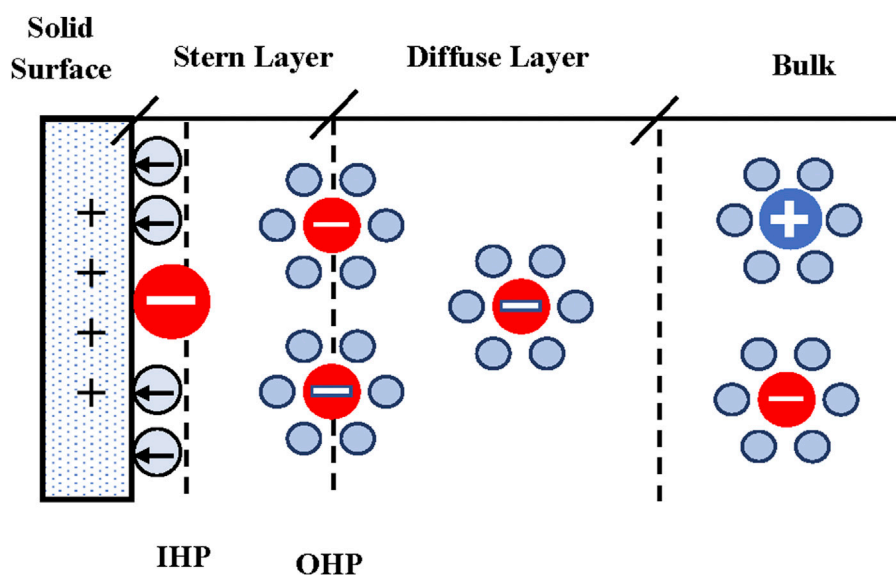 Solid
Surface
Stern Layer
Diffuse Layer
Bulk
+
+
+
+
−
−
−
−
+
−
IHP
OHP